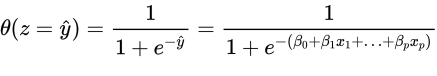 θ(z = ŷ) = 1 / (1 + e^{−ŷ}) = 1 / (1 + e^{−(β₀+β₁x₁+…+βₚxₚ)})